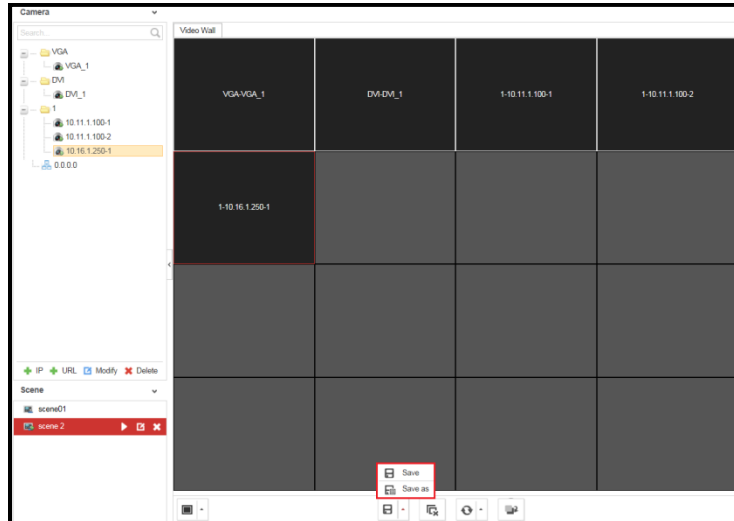 Camera
Search...
VGA
VGA_1
DVI
DVI_1
1
10.11.1.100-1
10.11.1.100-2
10.16.1.250-1
0.0.0.0
IP URL Modify Delete
Scene
scene01
scene 2
Video Wall
VGA-VGA_1 DVI-DVI_1 1-10.11.1.100-1 1-10.11.1.100-2
1-10.16.1.250-1
Save
Save as